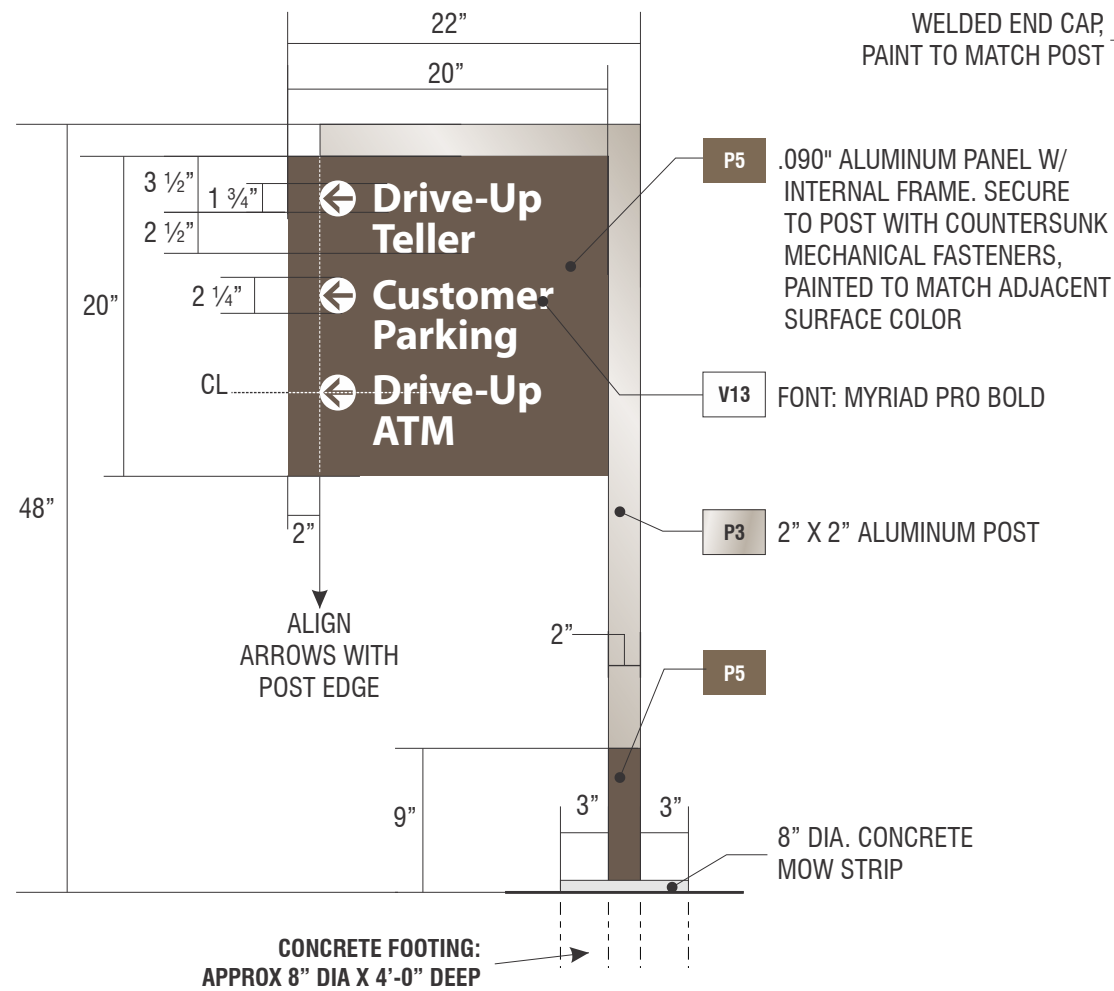 22”
WELDED END CAP,
PAINT TO MATCH POST
20”
P5
.090" ALUMINUM PANEL W/
INTERNAL FRAME. SECURE
TO POST WITH COUNTERSUNK
MECHANICAL FASTENERS,
PAINTED TO MATCH ADJACENT
SURFACE COLOR
3 ½”
1 ¾”
2 ½”
Drive-Up
Teller
20”
2 ¼”
Customer
Parking
CL
Drive-Up
ATM
V13
FONT: MYRIAD PRO BOLD
48”
2”
P3
2” X 2” ALUMINUM POST
ALIGN
ARROWS WITH
POST EDGE
2”
P5
9”
3”
3”
8” DIA. CONCRETE
MOW STRIP
CONCRETE FOOTING:
APPROX 8” DIA X 4’-0” DEEP